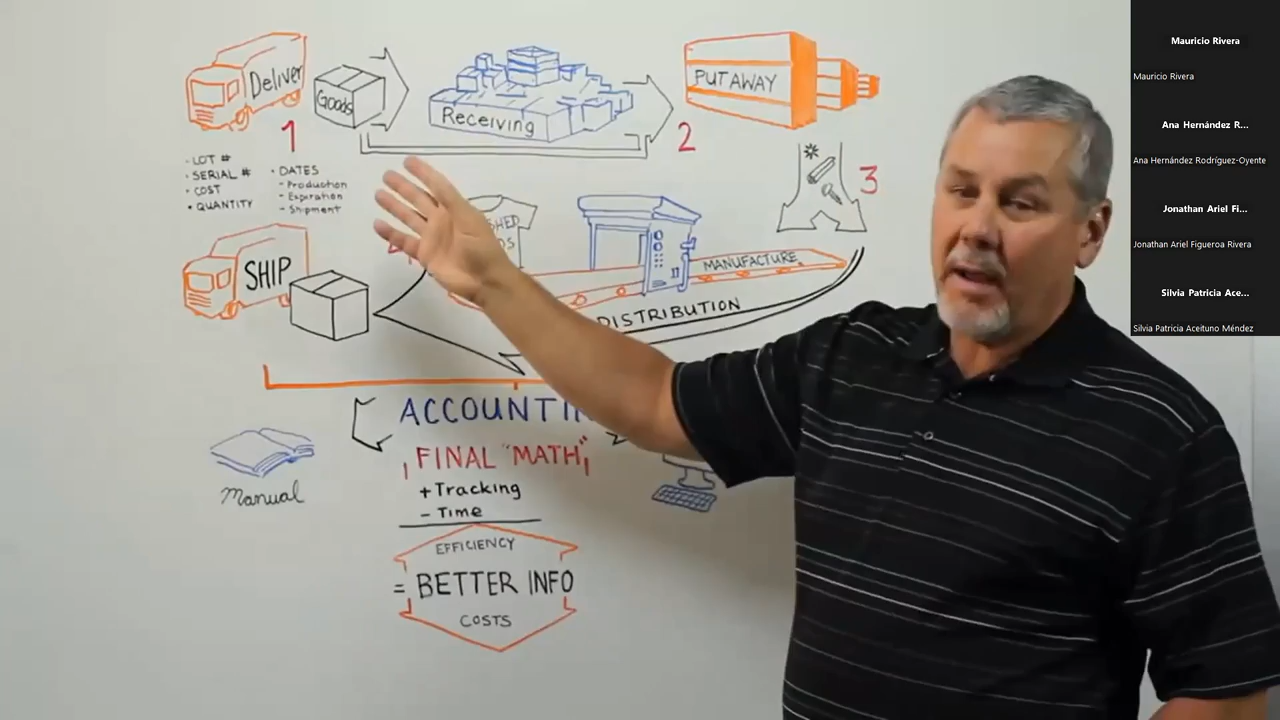 Deliver
Goods
Receiving
PUTAWAY
1
2
3
- LOT #
- SERIAL #
- COST
• QUANTITY
• DATES
- Production
- Expiration
- Shipment
SHIP
MANUFACTURE
DISTRIBUTION
FINAL "MATH"
+ Tracking
- Time
Manual
EFFICIENCY
= BETTER INFO
COSTS
Mauricio Rivera
Mauricio Rivera
Ana Hernández R...
Ana Hernández Rodríguez-Oyente
Jonathan Ariel Fi...
Jonathan Ariel Figueroa Rivera
Silvia Patricia Ace...
Silvia Patricia Aceituno Méndez